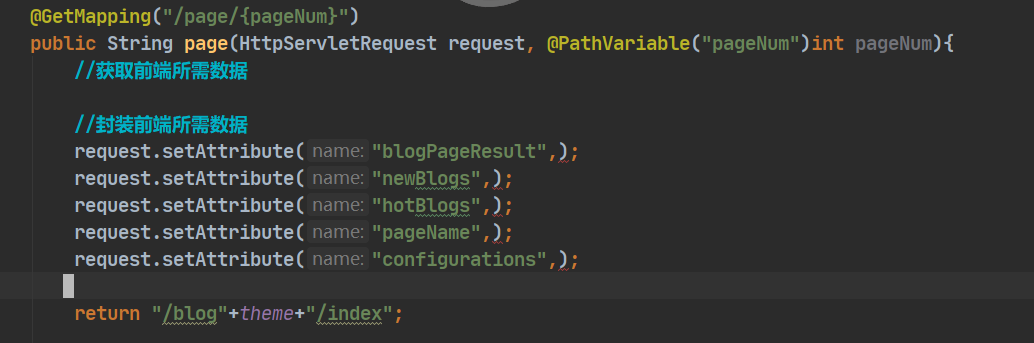 @GetMapping("/page/{pageNum}")
public String page(HttpServletRequest request, @PathVariable("pageNum")int pageNum){
//获取前端所需数据
//封装前端所需数据
request.setAttribute( name: "blogPageResult",);
request.setAttribute( name: "newBlogs",);
request.setAttribute( name: "hotBlogs",);
request.setAttribute( name: "pageName",);
request.setAttribute( name: "configurations",);
return "/blog"+theme+"/index";